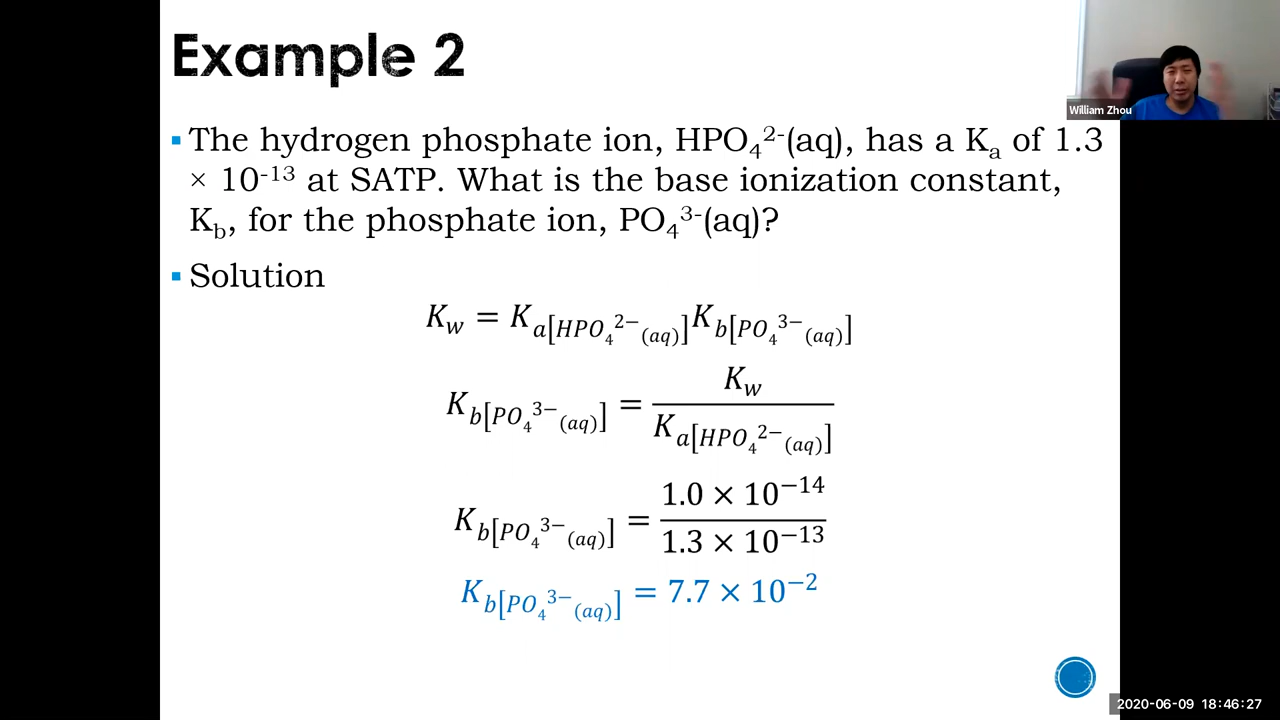 Example 2
William Zhou
▪ The hydrogen phosphate ion, HPO₄²⁻(aq), has a Kₐ of 1.3
× 10⁻¹³ at SATP. What is the base ionization constant,
K_b, for the phosphate ion, PO₄³⁻(aq)?
▪ Solution
K_w = K_a[HPO₄²⁻(aq)]K_b[PO₄³⁻(aq)]
K_b[PO₄³⁻(aq)] = K_w / K_a[HPO₄²⁻(aq)]
K_b[PO₄³⁻(aq)] = 1.0 × 10⁻¹⁴ / 1.3 × 10⁻¹³
K_b[PO₄³⁻(aq)] = 7.7 × 10⁻²
2020-06-09 18:46:27